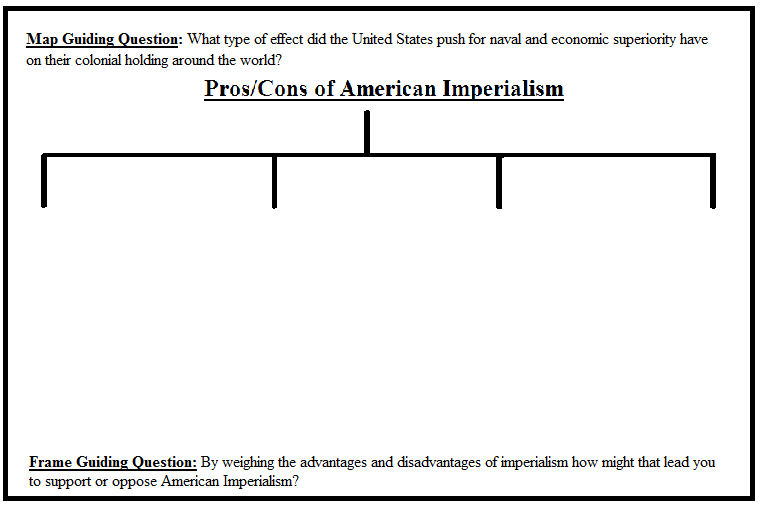 Map Guiding Question: What type of effect did the United States push for naval and economic superiority have
on their colonial holding around the world?
Pros/Cons of American Imperialism
Frame Guiding Question: By weighing the advantages and disadvantages of imperialism how might that lead you
to support or oppose American Imperialism?